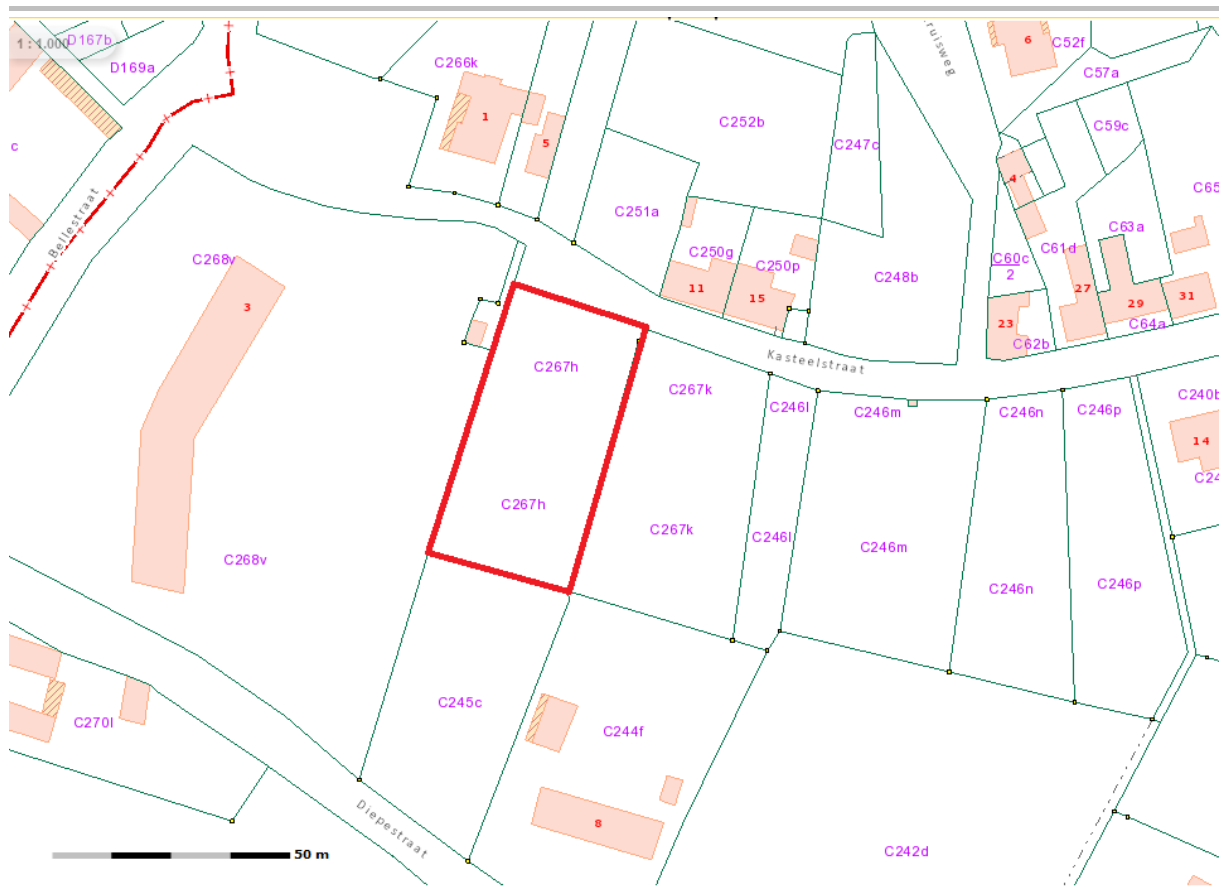 1 : 1.000
D167b
D169a
C266k
1
5
C252b
C247c
ruisweg
6
C52f
C57a
C59c
4
C65
c
Bellestraat
C251a
C250g
C250p
11
15
C248b
C60c
2
C61d
C63a
27
29
31
23
C62b
C64a
C268v
3
Kasteelstraat
C267h
C267k
C246l
C246m
C246n
C246p
C240b
14
C24
C267h
C267k
C246l
C246m
C246n
C246p
C268v
C270l
C245c
C244f
8
Diepestraat
C242d
50 m